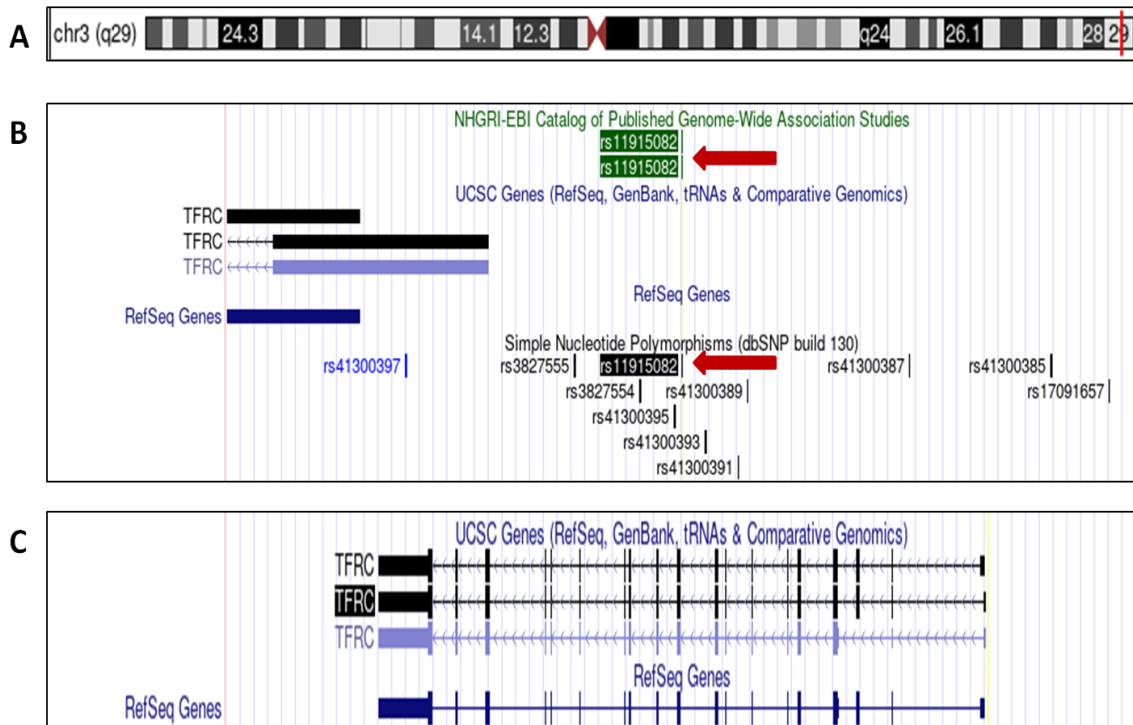 A
chr3 (q29) 24.3 14.1 12.3 q24 26.1 28 29
B
NHGRI-EBI Catalog of Published Genome-Wide Association Studies
rs11915082
rs11915082
UCSC Genes (RefSeq, GenBank, tRNAs & Comparative Genomics)
TFRC
TFRC
TFRC
RefSeq Genes
RefSeq Genes
Simple Nucleotide Polymorphisms (dbSNP build 130)
rs41300397 rs3827555 rs11915082 rs41300387 rs41300385
rs3827554 rs41300389 rs17091657
rs41300395
rs41300393
rs41300391
C
UCSC Genes (RefSeq, GenBank, tRNAs & Comparative Genomics)
TFRC
TFRC
TFRC
RefSeq Genes
RefSeq Genes